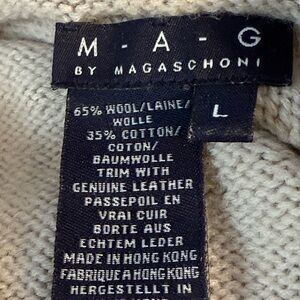 M - A - G
BY MAGASCHONI
L
65% WOOL/LAINE/
WOLLE
35% COTTON/
COTON/
BAUMWOLLE
TRIM WITH
GENUINE LEATHER
PASSEPOIL EN
VRAI CUIR
BORTE AUS
ECHTEM LEDER
MADE IN HONG KONG
FABRIQUE A HONG KONG
HERGESTELLT IN